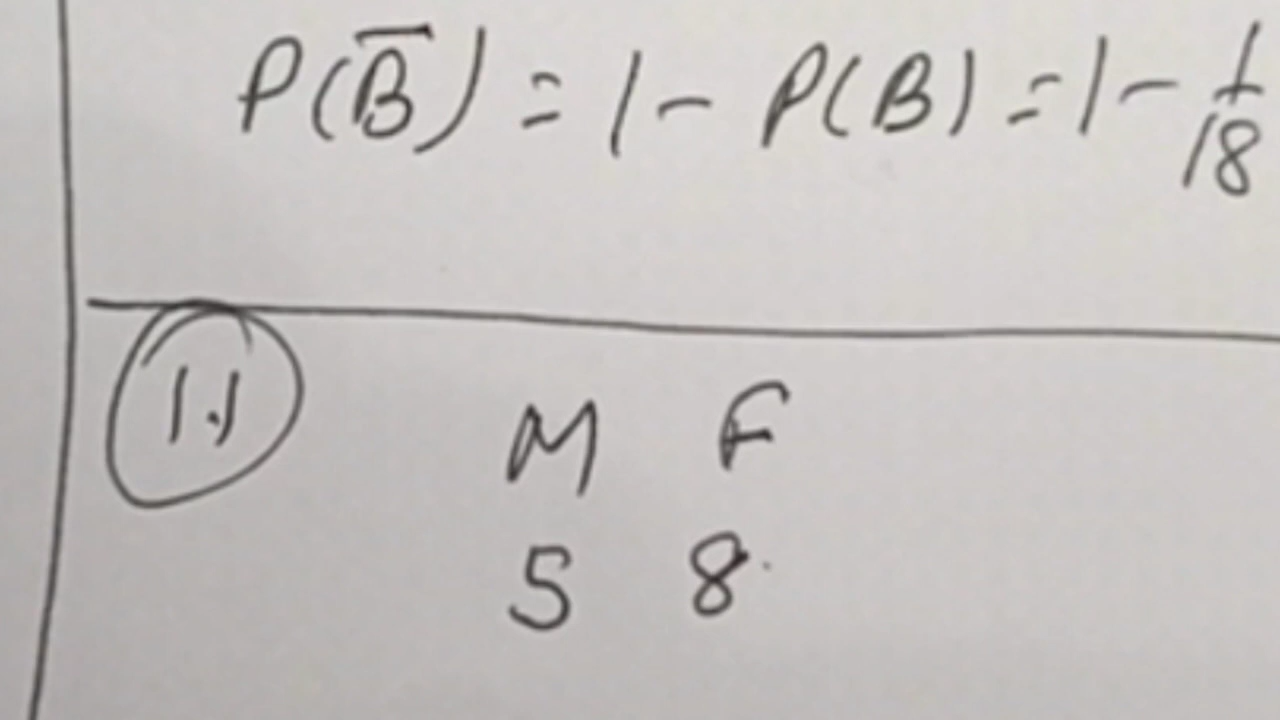 P(B̅) = 1 - P(B) = 1 - 1/18
1.1
M F
5 8